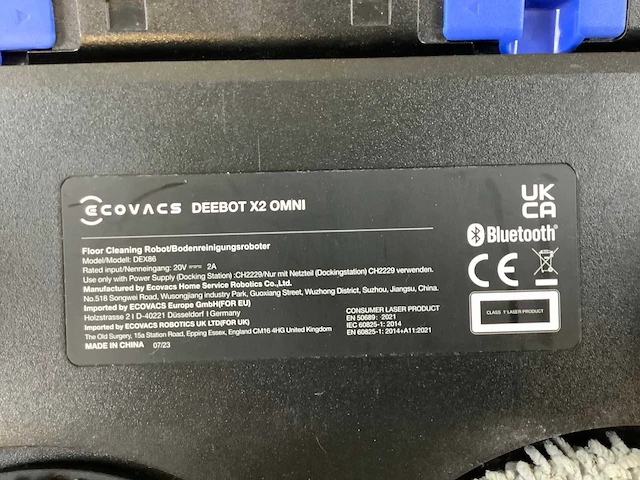 ECOVACS DEEBOT X2 OMNI
Floor Cleaning Robot/Bodenreinigungsroboter
Model/Modell: DEX86
Rated input/Nenneingang: 20V ⎓ 2A
Use only with Power Supply (Docking Station) :CH2229/Nur mit Netzteil (Dockingstation) CH2229 verwenden.
Manufactured by Ecovacs Home Service Robotics Co.,Ltd.
No.518 Songwei Road, Wusongjiang industry Park, Guoxiang Street, Wuzhong District, Suzhou, Jiangsu, China.
Imported by ECOVACS Europe GmbH(FOR EU)
Holzstrasse 2 I D-40221 Düsseldorf I Germany
Imported by ECOVACS ROBOTICS UK LTD(FOR UK)
The Old Surgery, 15a Station Road, Epping Essex, England CM16 4HG United Kingdom
MADE IN CHINA 07/23
CONSUMER LASER PRODUCT
EN 50689: 2021
IEC 60825-1: 2014
EN 60825-1: 2014+A11:2021
UK
CA
Bluetooth®
CE
CLASS 1 LASER PRODUCT